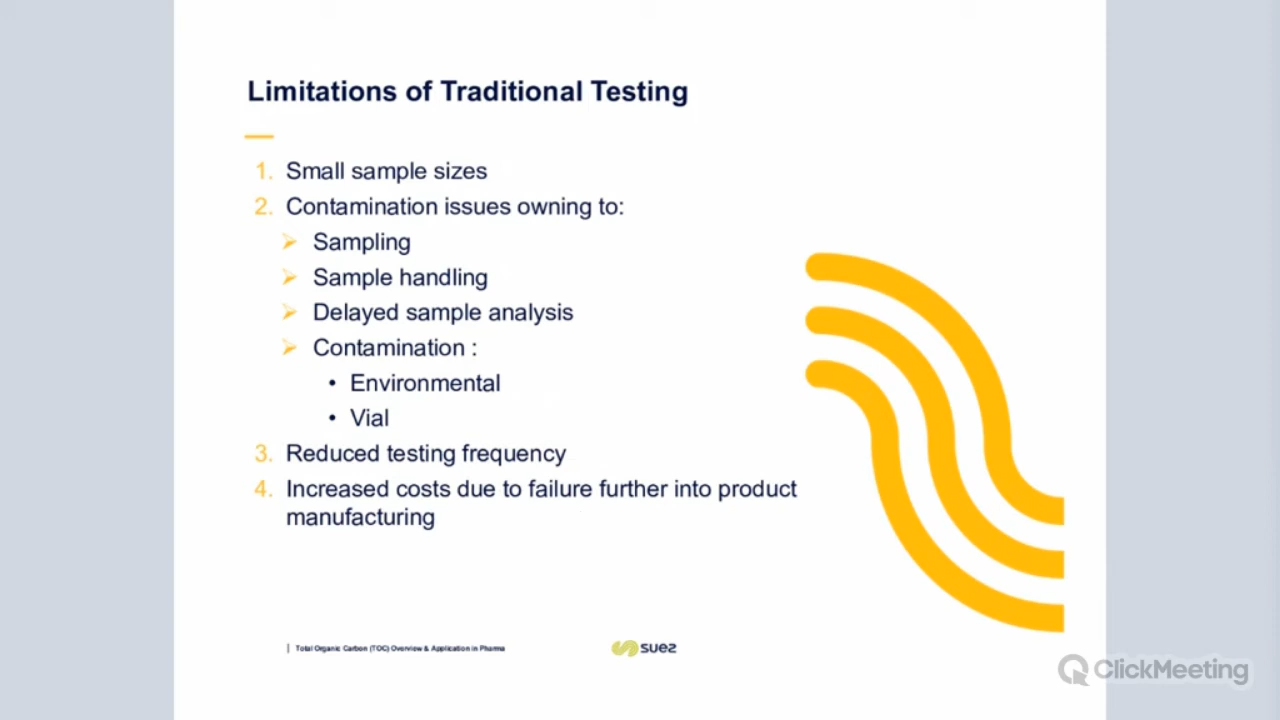 Limitations of Traditional Testing
1. Small sample sizes
2. Contamination issues owning to:
➢ Sampling
➢ Sample handling
➢ Delayed sample analysis
➢ Contamination :
• Environmental
• Vial
3. Reduced testing frequency
4. Increased costs due to failure further into product
manufacturing
| Total Organic Carbon (TOC) Overview & Application in Pharma
suez
ClickMeeting